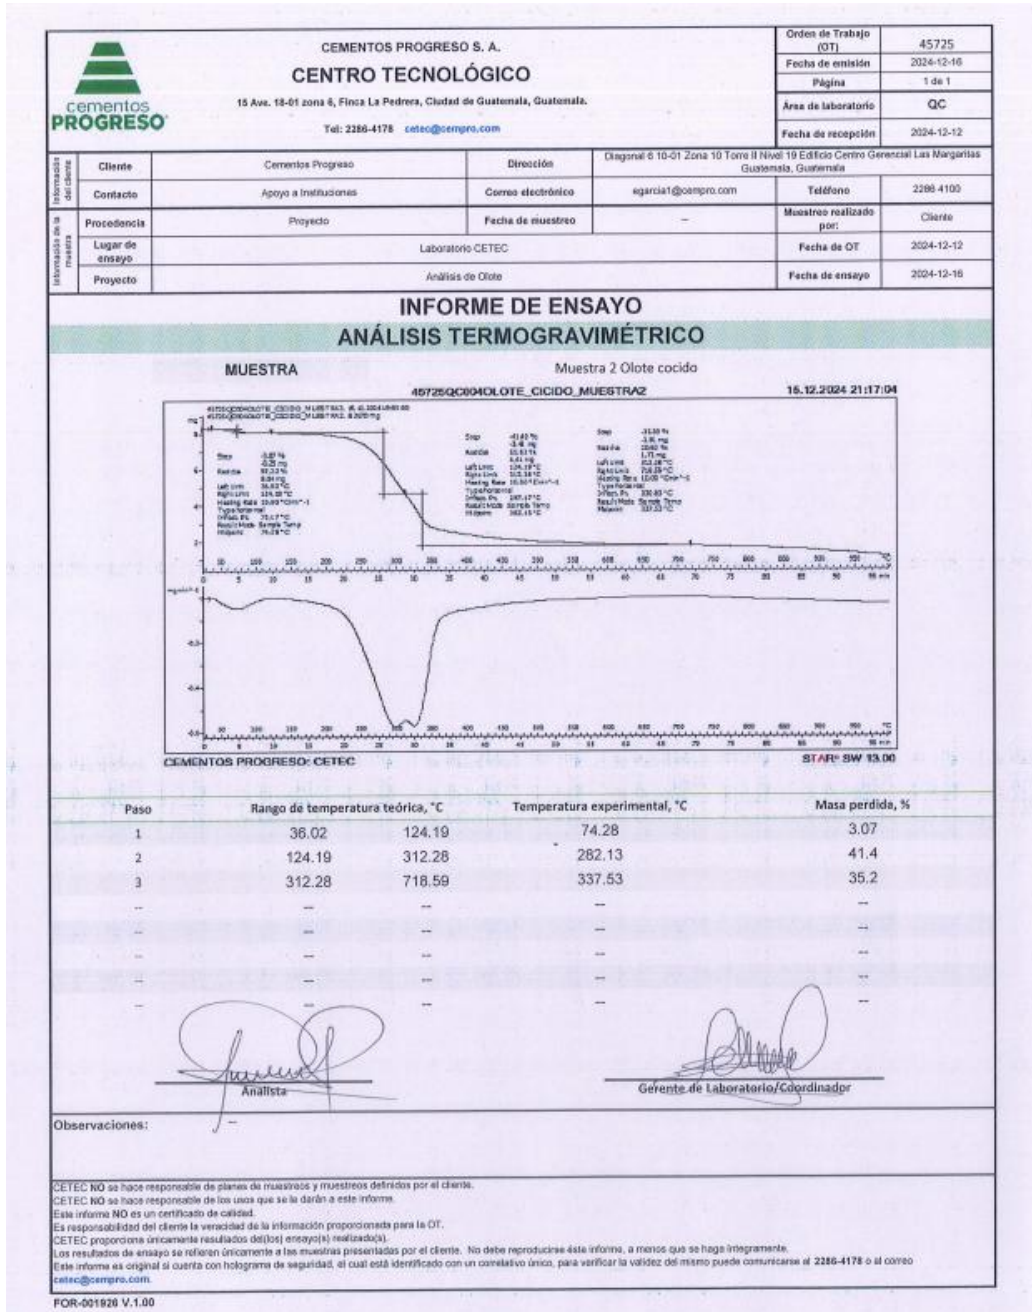 cementos
PROGRESO
CEMENTOS PROGRESO S. A.
CENTRO TECNOLÓGICO
15 Ave. 18-01 zona 6, Finca La Pedrera, Ciudad de Guatemala, Guatemala.
Tel: 2286-4178 cetec@cempro.com
Orden de Trabajo (OT) 45725
Fecha de emisión 2024-12-16
Página 1 de 1
Área de laboratorio QC
Fecha de recepción 2024-12-12
Información del cliente
Cliente Cementos Progreso Dirección Diagonal 6 10-01 Zona 10 Torre II Nivel 19 Edificio Centro Gerencial Las Margaritas Guatemala, Guatemala
Contacto Apoyo a Instituciones Correo electrónico egarcia1@cempro.com Teléfono 2286 4100
Información de la muestra
Procedencia Proyecto Fecha de muestreo – Muestreo realizado por: Cliente
Lugar de ensayo Laboratorio CETEC Fecha de OT 2024-12-12
Proyecto Análisis de Olote Fecha de ensayo 2024-12-16
INFORME DE ENSAYO
ANÁLISIS TERMOGRAVIMÉTRICO
MUESTRA Muestra 2 Olote cocido
45725QC004OLOTE_CICIDO_MUESTRA2 15.12.2024 21:17:04
CEMENTOS PROGRESO: CETEC STARe SW 13.00
Paso Rango de temperatura teórica, °C Temperatura experimental, °C Masa perdida, %
1 36.02 124.19 74.28 3.07
2 124.19 312.28 282.13 41.4
3 312.28 718.59 337.53 35.2
-- -- -- -- --
-- -- -- --
-- -- -- -- --
-- -- -- --
-- -- -- -- --
Analista
Gerente de Laboratorio/Coordinador
Observaciones:
CETEC NO se hace responsable de planes de muestreos y muestreos definidos por el cliente.
CETEC NO se hace responsable de los usos que se le darán a este informe.
Este informe NO es un certificado de calidad.
Es responsabilidad del cliente la veracidad de la información proporcionada para la OT.
CETEC proporciona únicamente resultados del(los) ensayo(s) realizado(s).
Los resultados de ensayo se refieren únicamente a las muestras presentadas por el cliente. No debe reproducirse éste informe, a menos que se haga íntegramente.
Este informe es original si cuenta con holograma de seguridad, el cual está identificado con un correlativo único, para verificar la validez del mismo puede comunicarse al 2286-4178 o al correo
cetec@cempro.com.
FOR-001926 V.1.00